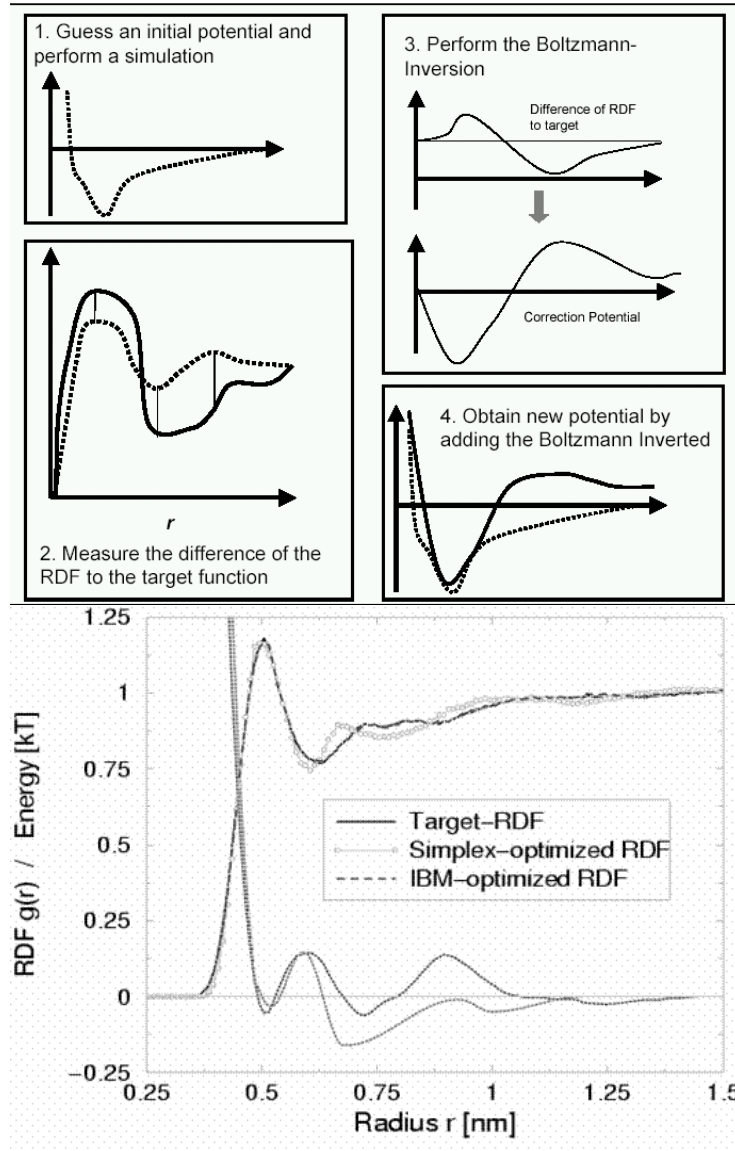 1. Guess an initial potential and
perform a simulation
r
2. Measure the difference of the
RDF to the target function
3. Perform the Boltzmann-
Inversion
Difference of RDF
to target
Correction Potential
4. Obtain new potential by
adding the Boltzmann Inverted
RDF g(r) / Energy [kT]
1.25
1
0.75
0.5
0.25
0
−0.25
Target−RDF
Simplex−optimized RDF
IBM−optimized RDF
0.25 0.5 0.75 1 1.25 1.5
Radius r [nm]